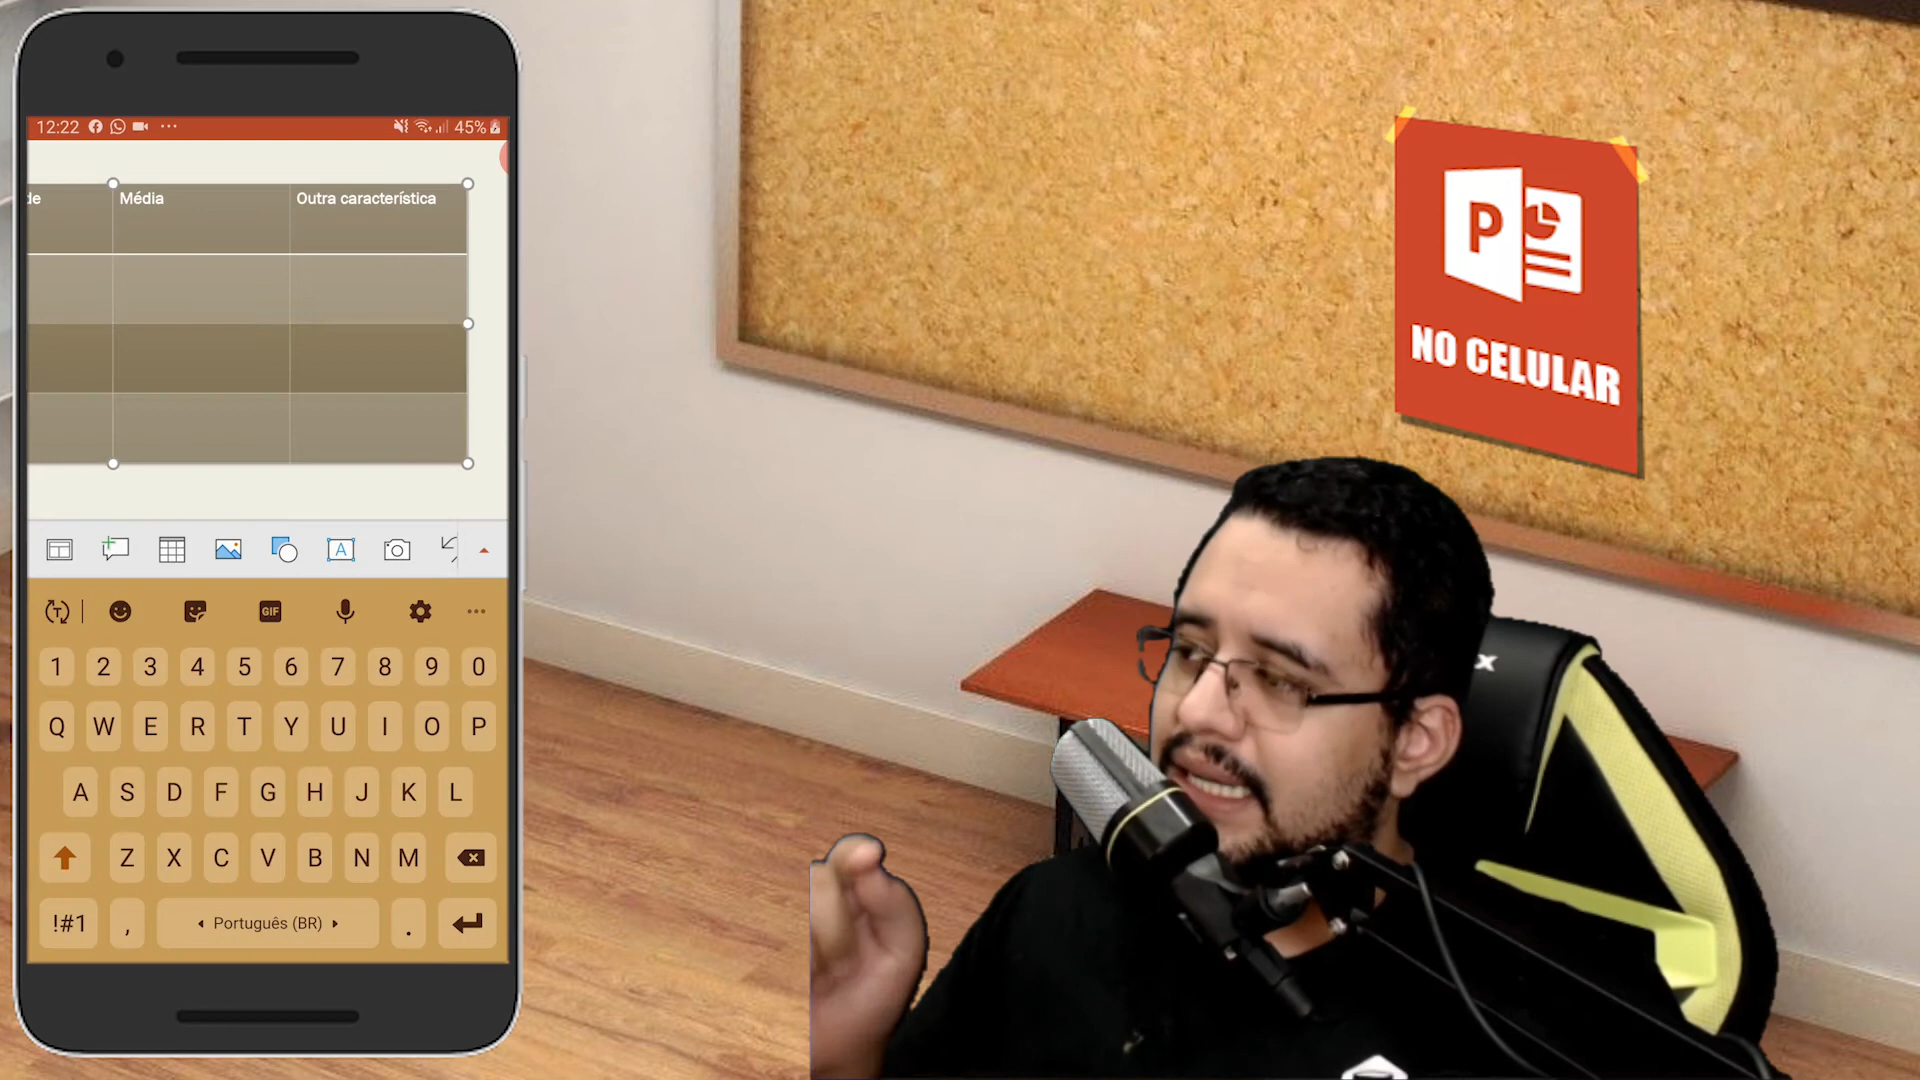 12:22
45%
de
Média
Outra característica
A
T
GIF
1 2 3 4 5 6 7 8 9 0
Q W E R T Y U I O P
A S D F G H J K L
Z X C V B N M
!#1 , Português (BR) .
P
NO CELULAR
X